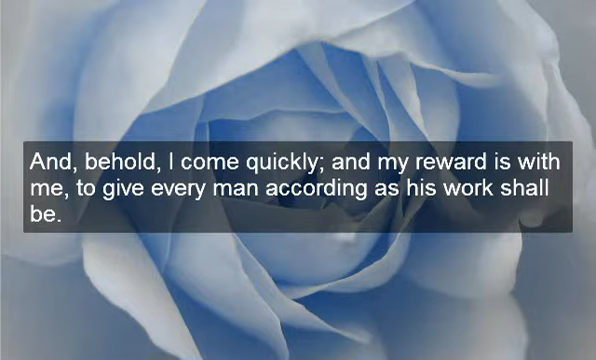 And, behold, I come quickly; and my reward is with
me, to give every man according as his work shall
be.